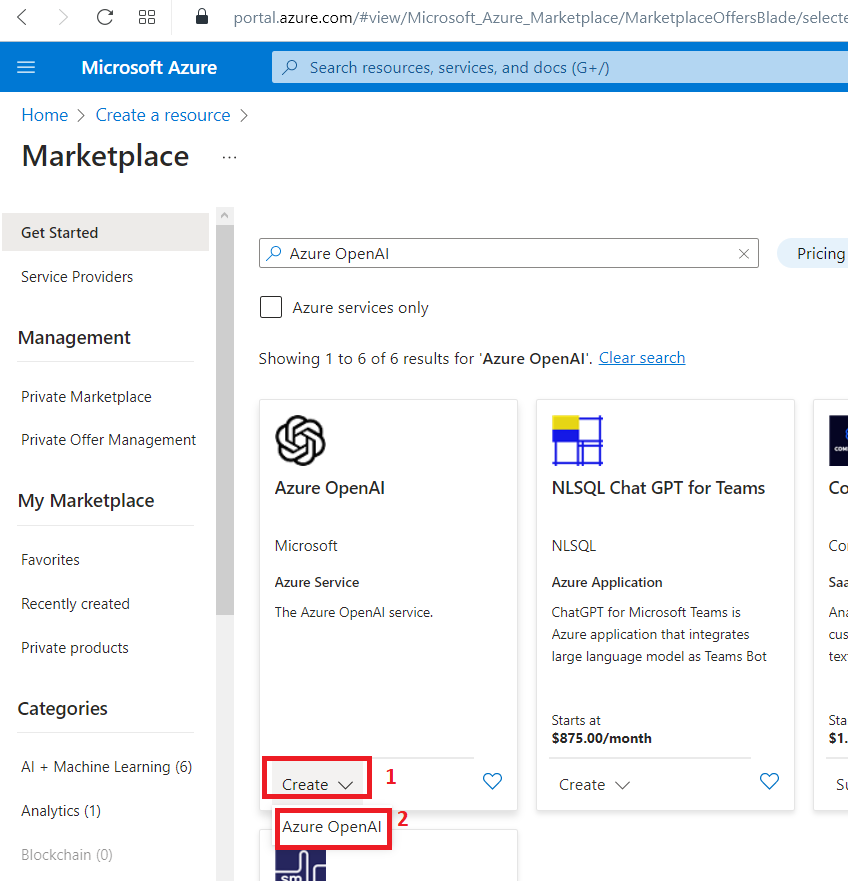 portal.azure.com/#view/Microsoft_Azure_Marketplace/MarketplaceOffersBlade/selecte
Microsoft Azure
Search resources, services, and docs (G+/)
Home > Create a resource >
Marketplace ...
Get Started
Service Providers
Management
Private Marketplace
Private Offer Management
My Marketplace
Favorites
Recently created
Private products
Categories
AI + Machine Learning (6)
Analytics (1)
Blockchain (0)
Azure OpenAI
Pricing
Azure services only
Showing 1 to 6 of 6 results for 'Azure OpenAI'. Clear search
Azure OpenAI
Microsoft
Azure Service
The Azure OpenAI service.
Create
1
Azure OpenAI
2
sm
NLSQL Chat GPT for Teams
NLSQL
Azure Application
ChatGPT for Microsoft Teams is
Azure application that integrates
large language model as Teams Bot
Starts at
$875.00/month
Create
Co
Saa
Ana
cus
tex
Sta
$1.
Su